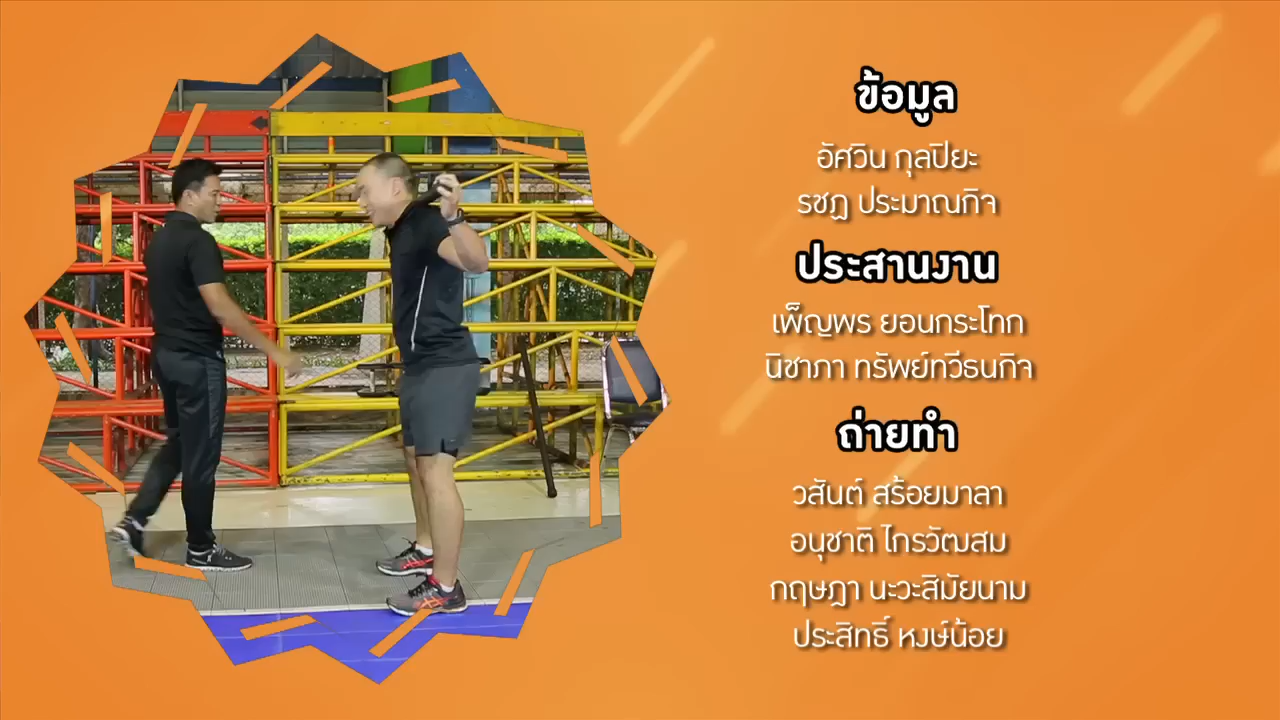 ข้อมูล
อัศวิน กุลปิยะ
รชฏ ประมาณกิจ
ประสานงาน
เพ็ญพร ยอนกระโทก
นิชาภา ทรัพย์ทวีธนกิจ
ถ่ายทำ
วสันต์ สร้อยมาลา
อนุชาติ ไกรวัฒสม
กฤษฎา นะวะสิมัยนาม
ประสิทธิ์ หงษ์น้อย